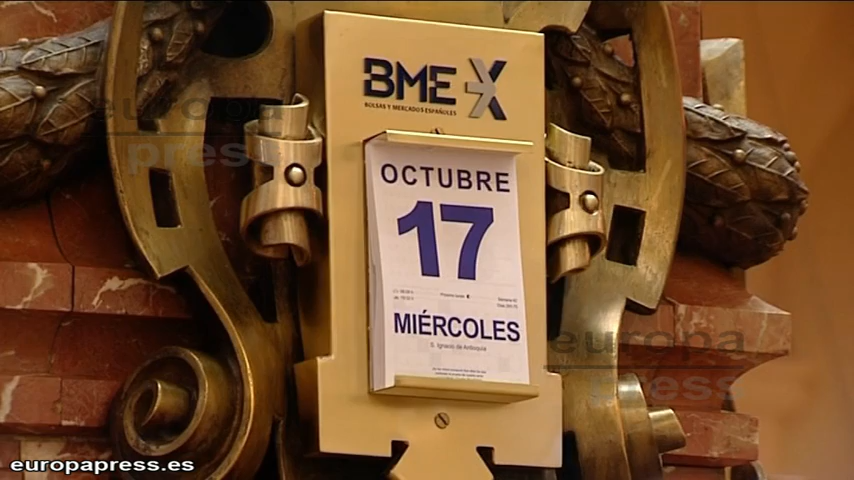 BME X
BOLSAS Y MERCADOS ESPAÑOLES
europa
press
OCTUBRE
17
MIÉRCOLES
S. Ignacio de Antioquía
europa
press
europapress.es